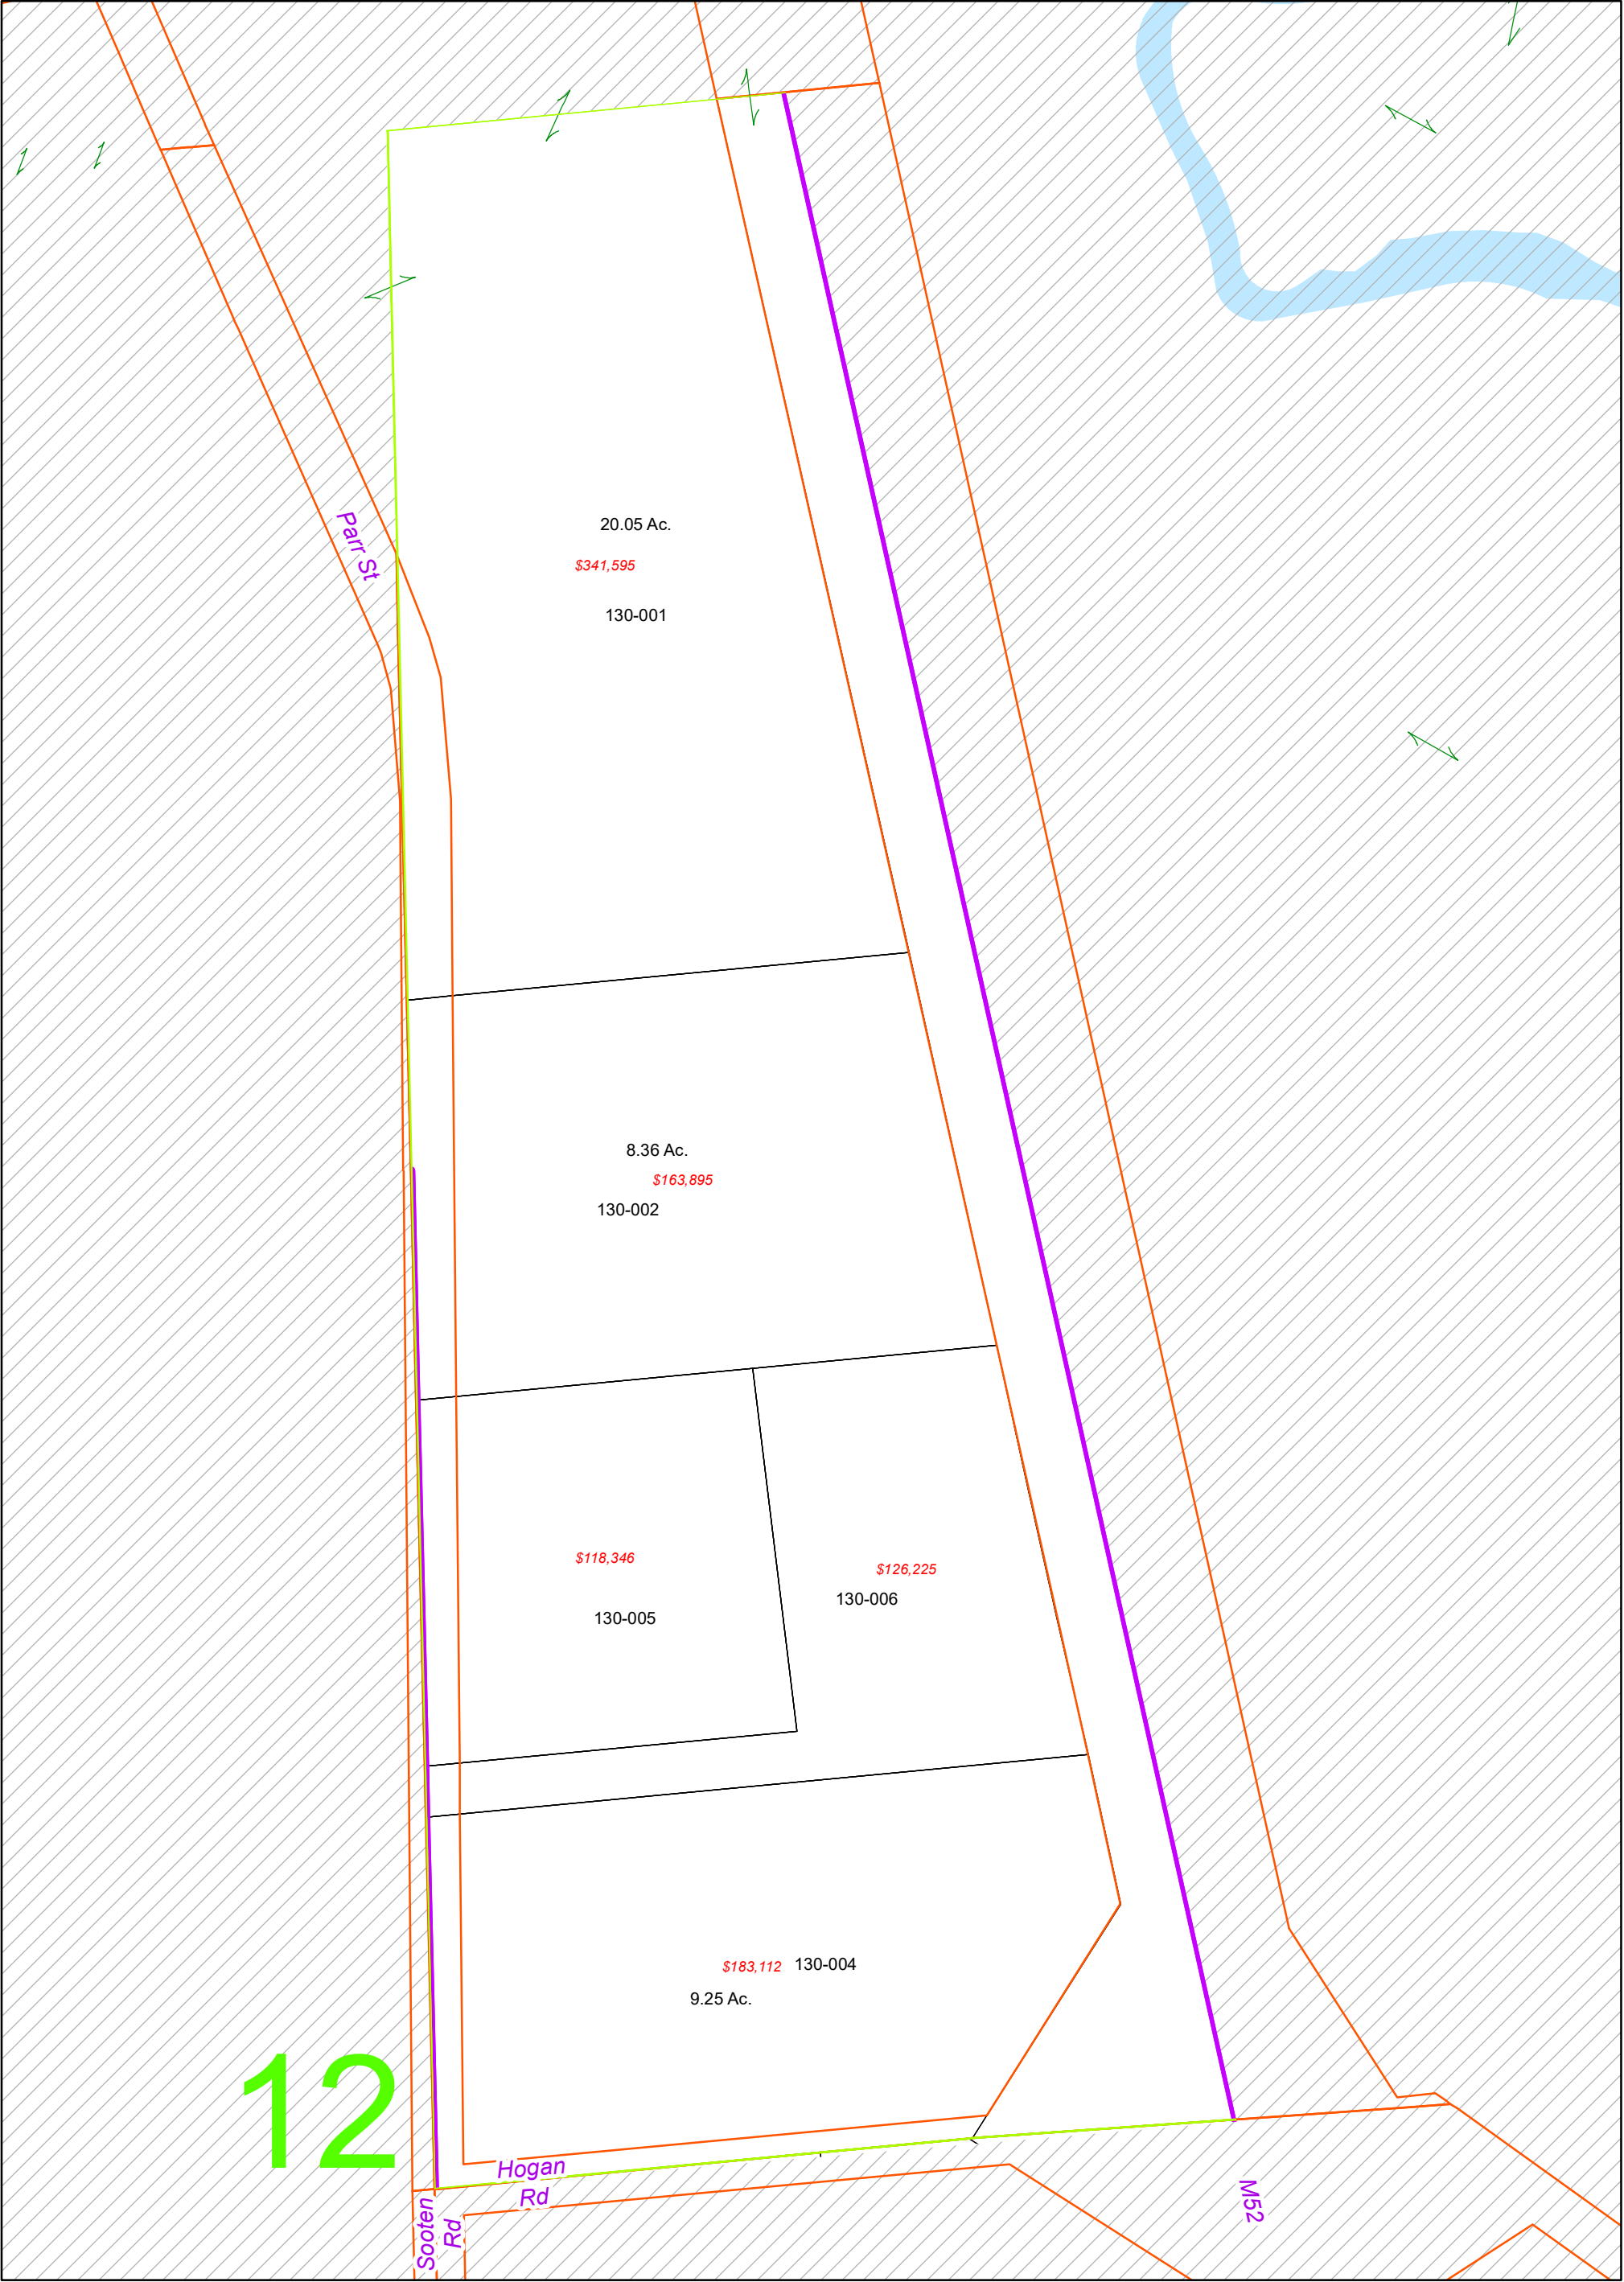 Parr St
20.05 Ac.
$341,595
130-001
8.36 Ac.
$163,895
130-002
$118,346
130-005
$126,225
130-006
$183,112 130-004
9.25 Ac.
12
Hogan
Rd
Sooten
Rd
M52